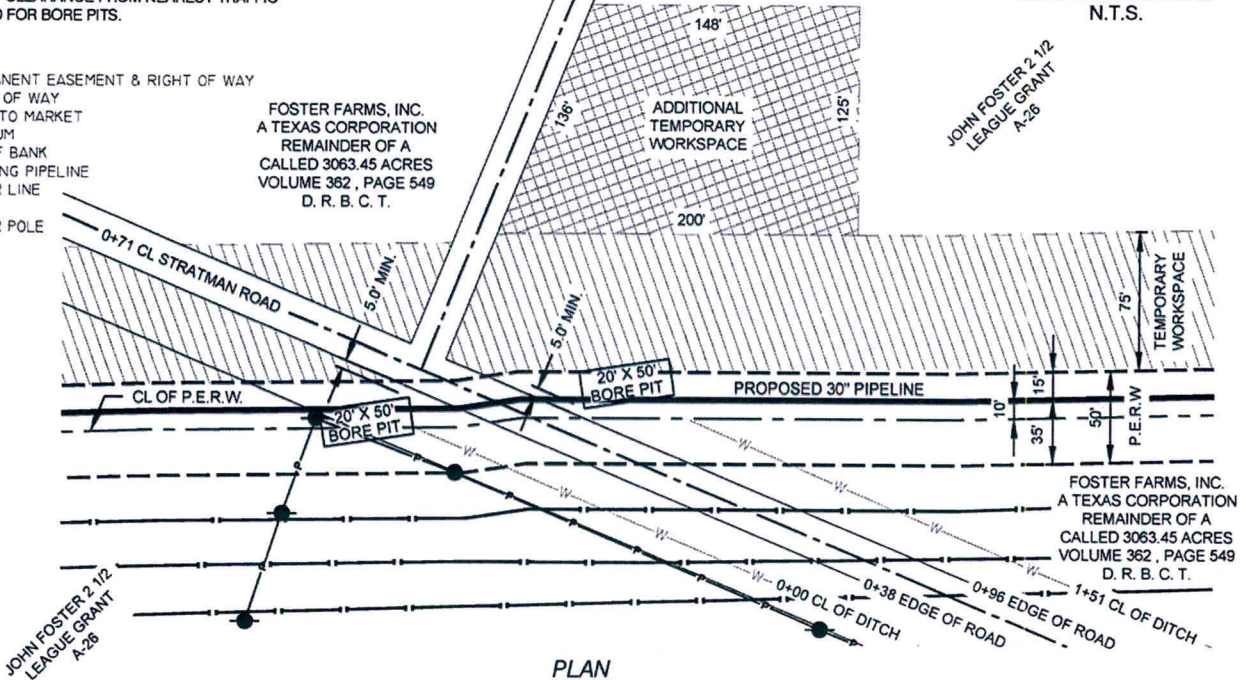 CLEARANCE FROM NEAREST TRAFFIC
FOR BORE PITS.
N.T.S.
NENT EASEMENT & RIGHT OF WAY
OF WAY
TO MARKET
UM
F BANK
NG PIPELINE
LINE
POLE
FOSTER FARMS, INC.
A TEXAS CORPORATION
REMAINDER OF A
CALLED 3063.45 ACRES
VOLUME 362 , PAGE 549
D. R. B. C. T.
148'
136'
ADDITIONAL
TEMPORARY
WORKSPACE
125'
200'
JOHN FOSTER 2 1/2
LEAGUE GRANT
A-26
0+71 CL STRATMAN ROAD
5.0' MIN.
5.0' MIN.
75'
TEMPORARY
WORKSPACE
CL OF P.E.R.W.
20' X 50'
BORE PIT
20' X 50'
BORE PIT
PROPOSED 30" PIPELINE
10'
15'
35'
50'
P.E.R.W
W
W
W
W
W
W
W
W
P
P
P
P
P
P
P
FOSTER FARMS, INC.
A TEXAS CORPORATION
REMAINDER OF A
CALLED 3063.45 ACRES
VOLUME 362 , PAGE 549
D. R. B. C. T.
0+00 CL OF DITCH
0+38 EDGE OF ROAD
0+96 EDGE OF ROAD
1+51 CL OF DITCH
JOHN FOSTER 2 1/2
LEAGUE GRANT
A-26
PLAN